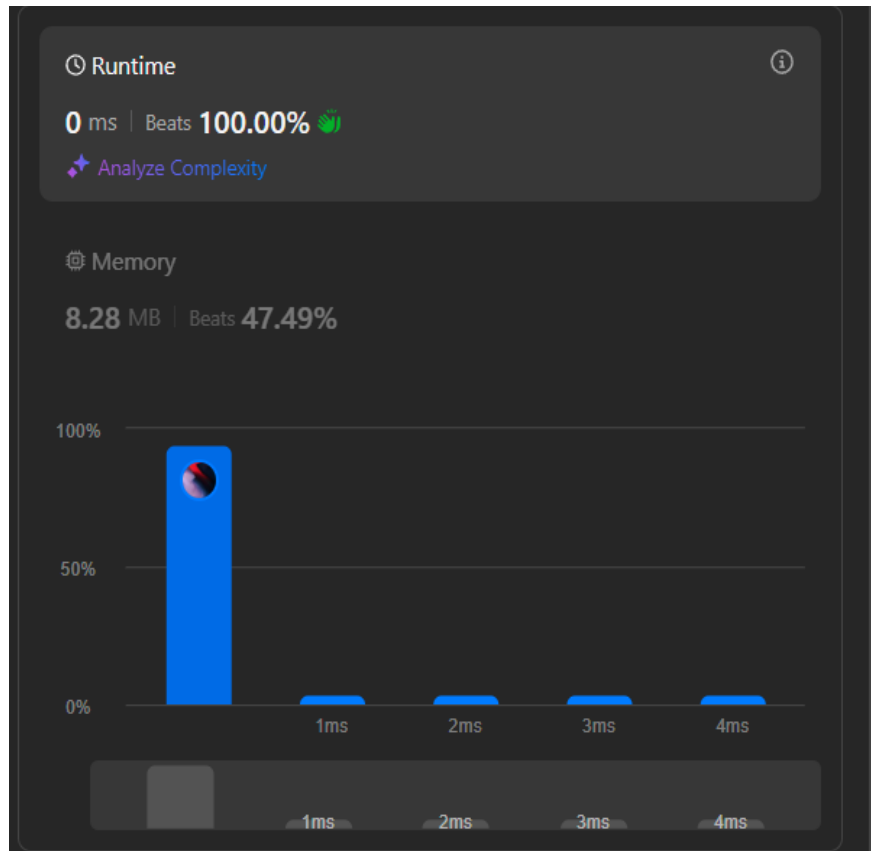 Runtime
0 ms | Beats 100.00%
Analyze Complexity
Memory
8.28 MB | Beats 47.49%
100%
50%
0%
1ms 2ms 3ms 4ms
1ms 2ms 3ms 4ms